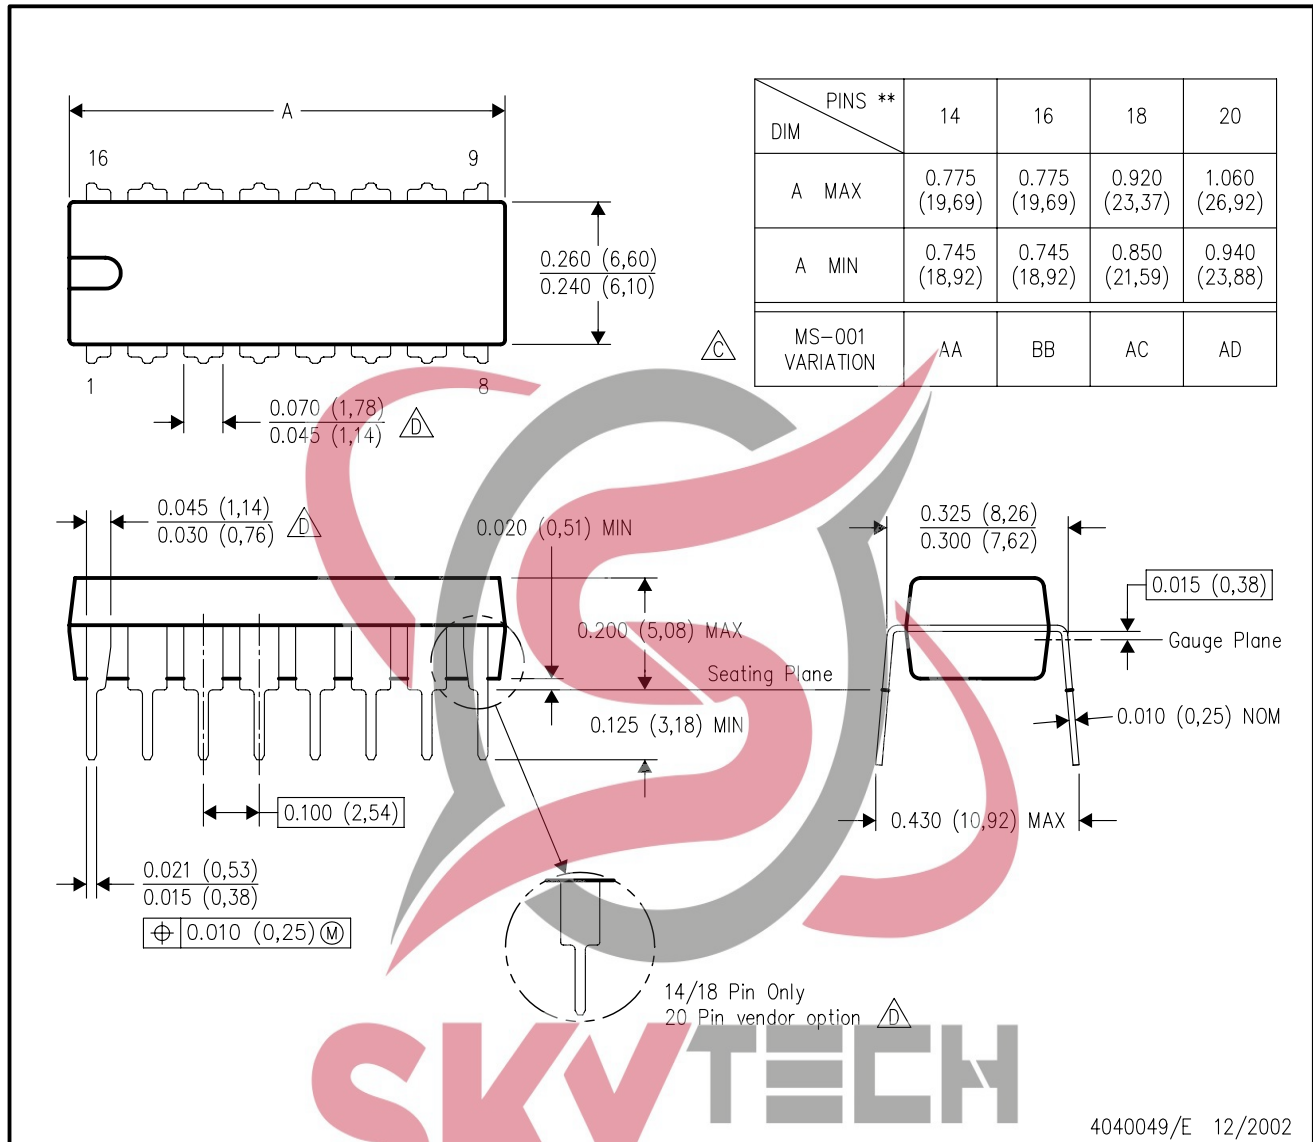 A
16 9
1 8
0.260 (6,60)
0.240 (6,10)
0.070 (1,78)
0.045 (1,14)
D
PINS ** 14 16 18 20
DIM
A MAX 0.775 (19,69) 0.775 (19,69) 0.920 (23,37) 1.060 (26,92)
A MIN 0.745 (18,92) 0.745 (18,92) 0.850 (21,59) 0.940 (23,88)
C
MS-001 VARIATION AA BB AC AD
0.045 (1,14)
0.030 (0,76)
D
0.020 (0,51) MIN
0.200 (5,08) MAX
Seating Plane
0.125 (3,18) MIN
0.100 (2,54)
0.021 (0,53)
0.015 (0,38)
⌖ 0.010 (0,25) Ⓜ
0.325 (8,26)
0.300 (7,62)
0.015 (0,38)
Gauge Plane
0.010 (0,25) NOM
0.430 (10,92) MAX
14/18 Pin Only
20 Pin vendor option D
SKYTECH
4040049/E 12/2002